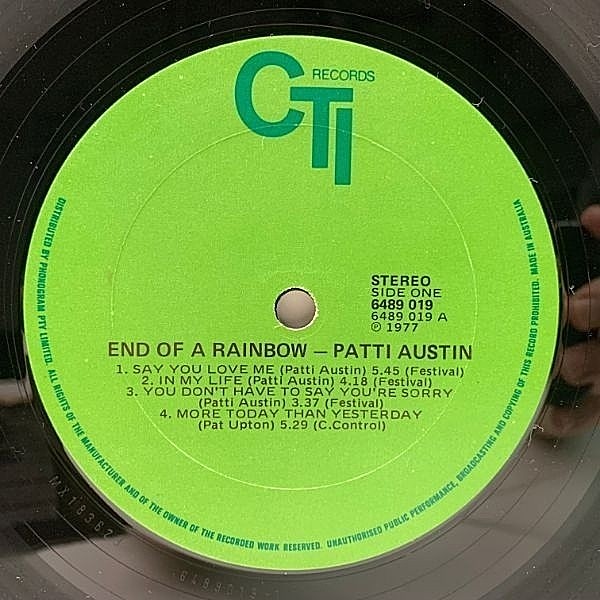 CTI
RECORDS
STEREO
SIDE ONE
6489 019
6489 019 A
℗ 1977
END OF A RAINBOW — PATTI AUSTIN
1. SAY YOU LOVE ME (Patti Austin) 5.45 (Festival)
2. IN MY LIFE (Patti Austin) 4.18 (Festival)
3. YOU DON'T HAVE TO SAY YOU'RE SORRY
(Patti Austin) 3.37 (Festival)
4. MORE TODAY THAN YESTERDAY
(Pat Upton) 5.29 (C.Control)
DISTRIBUTED BY PHONOGRAM PTY LIMITED. ALL RIGHTS OF THE MANUFACTURER AND OF THE OWNER OF THE RECORDED WORK RESERVED. UNAUTHORISED PUBLIC PERFORMANCE, BROADCASTING AND COPYING OF THIS RECORD PROHIBITED. MADE IN AUSTRALIA.